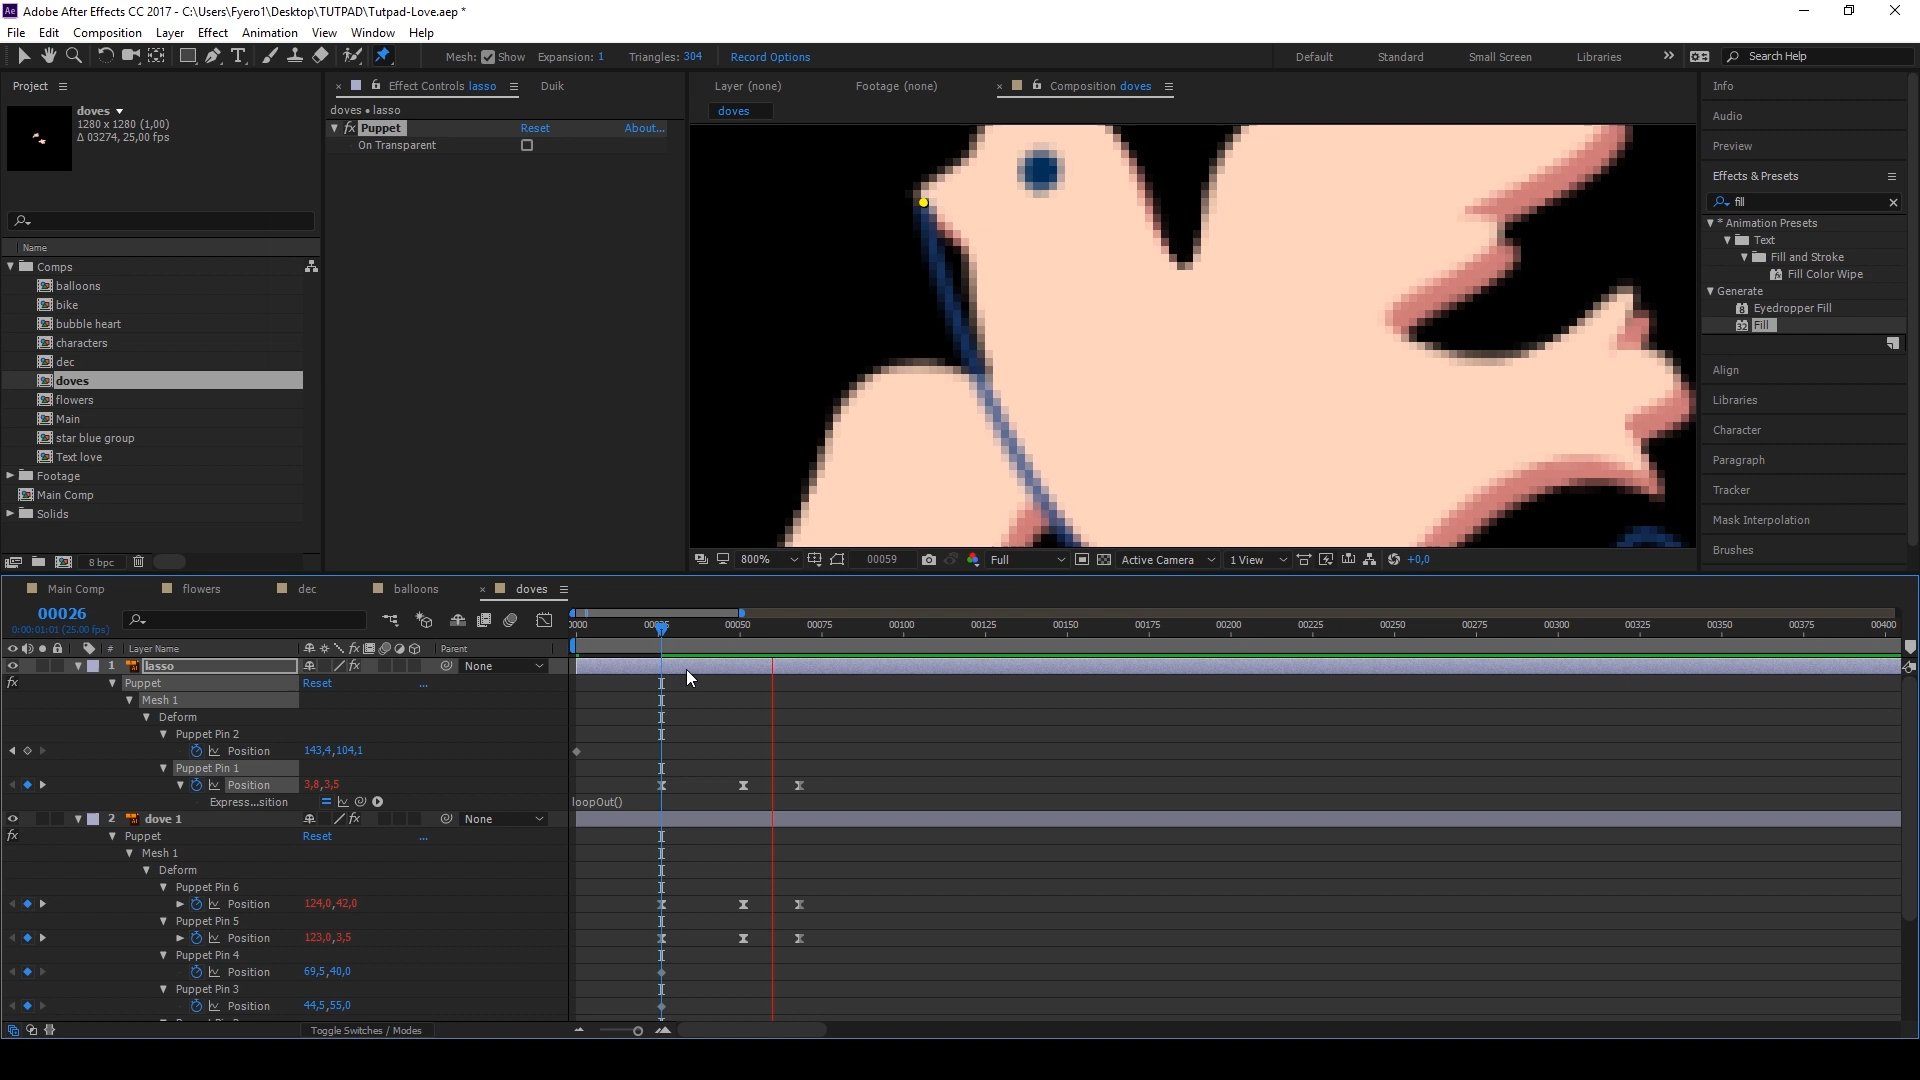 Adobe After Effects CC 2017 - C:\Users\Fyero1\Desktop\TUTPAD\Tutpad-Love.aep *
File Edit Composition Layer Effect Animation View Window Help
Mesh: Show Expansion: 1 Triangles: 304 Record Options
Default Standard Small Screen Libraries Search Help
Project
doves
1280 x 1280 (1,00)
Δ 03274, 25,00 fps
Name
Comps
balloons
bike
bubble heart
characters
dec
doves
flowers
Main
star blue group
Text love
Footage
Main Comp
Solids
8 bpc
Effect Controls lasso Duik
doves • lasso
fx Puppet Reset About...
On Transparent
Layer (none) Footage (none) Composition doves
doves
800% 00059 Full Active Camera 1 View +0,0
Info
Audio
Preview
Effects & Presets
fill
* Animation Presets
Text
Fill and Stroke
Fill Color Wipe
Generate
Eyedropper Fill
Fill
Align
Libraries
Character
Paragraph
Tracker
Mask Interpolation
Brushes
Main Comp flowers dec balloons doves
00026
0:00:01:01 (25.00 fps)
0000 00025 00050 00075 00100 00125 00150 00175 00200 00225 00250 00275 00300 00325 00350 00375 00400
# Layer Name Parent
1 lasso None
fx Puppet Reset ...
Mesh 1
Deform
Puppet Pin 2
Position 143,4,104,1
Puppet Pin 1
Position 3,8,3,5
Express...sition loopOut()
2 dove 1 None
fx Puppet Reset ...
Mesh 1
Deform
Puppet Pin 6
Position 124,0,42,0
Puppet Pin 5
Position 123,0,3,5
Puppet Pin 4
Position 69,5,40,0
Puppet Pin 3
Position 44,5,55,0
Toggle Switches / Modes